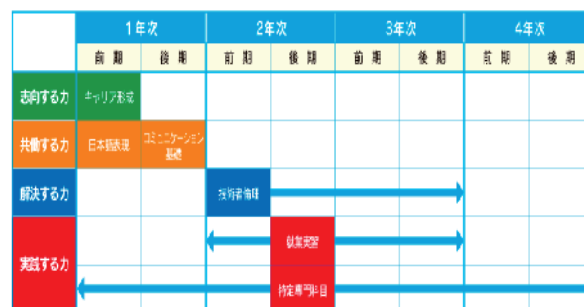 1年次 2年次 3年次 4年次
前期 後期 前期 後期 前期 後期 前期 後期
志向する力 キャリア形成
共働する力 日本語表現 コミュニケーション
基礎
解決する力 技術者倫理
就業実習
実践する力
特定専門科目